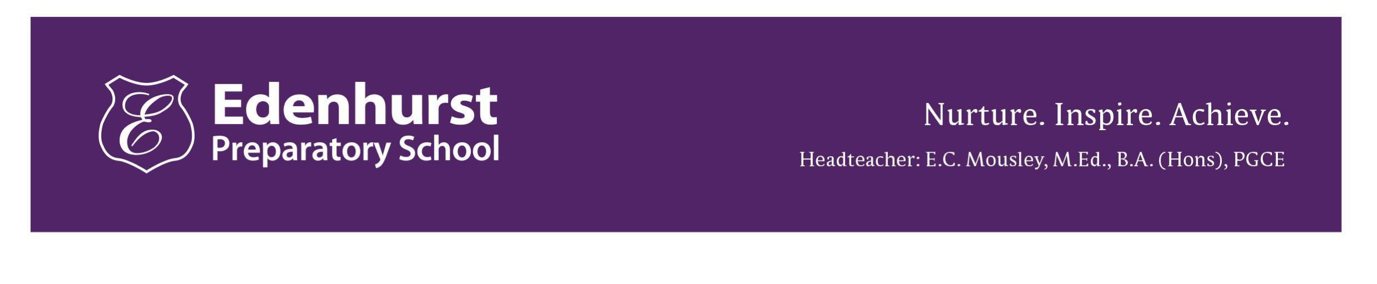 E
Edenhurst
Preparatory School
Nurture. Inspire. Achieve.
Headteacher: E.C. Mousley, M.Ed., B.A. (Hons), PGCE